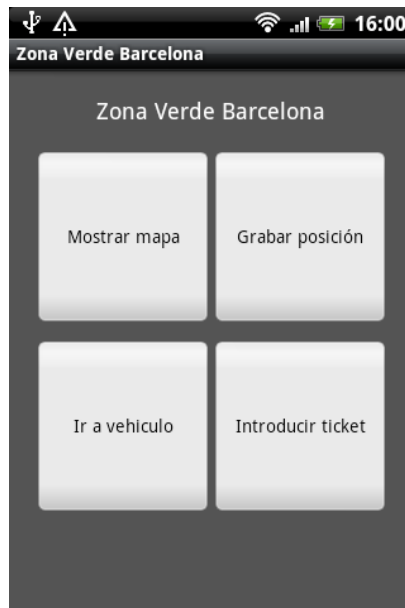 16:00
Zona Verde Barcelona
Zona Verde Barcelona
Mostrar mapa
Grabar posición
Ir a vehiculo
Introducir ticket